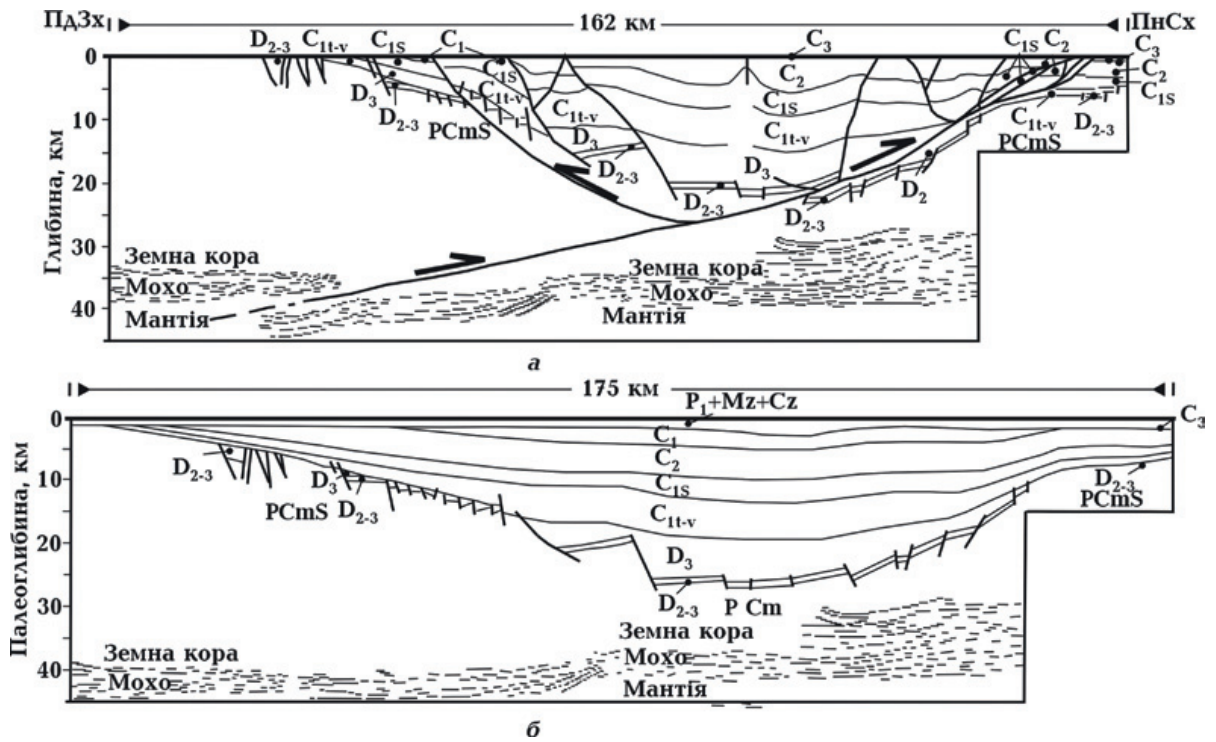 ПдЗх 162 км ПнСх
D2-3 C1t-v C1S C1 C3 C1S C2 C3
0
C2
C1S C2 C1S
D3 C1t-v C1S
D2-3 C1t-v C1t-v D2-3
10
PCmS D3 PCmS
D2-3 D3 D2
20
D2-3 D2-3
30
Земна кора Земна кора
Мохо Мохо
40
Мантія Мантія
Глибина, км
а
175 км
P1+Mz+Cz
0
C3
C1
D2-3 C2
10
D3 C1S D2-3
PCmS D2-3 PCmS
C1t-v
20
D3
D2-3 P Cm
30
Земна кора Земна кора
Мохо Мохо
40
Мантія
Палеоглибина, км
б